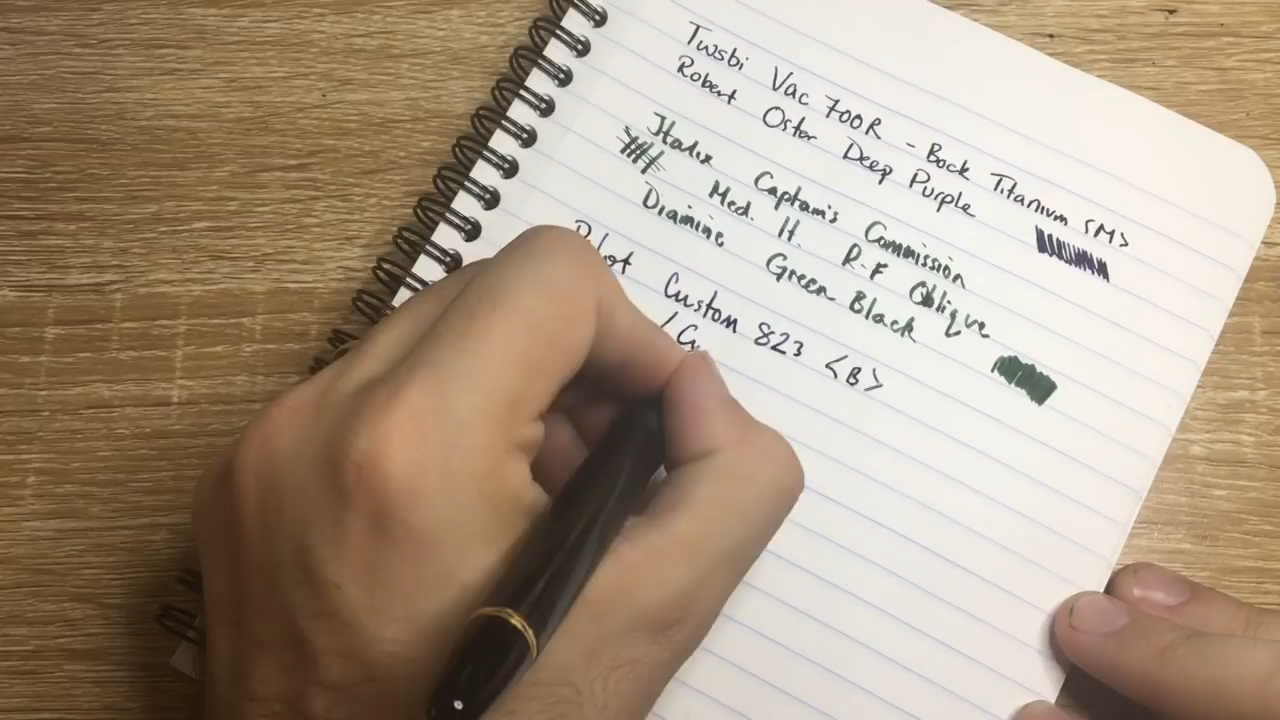 Twsbi Vac 700R - Bock Titanium <M>
Robert Oster Deep Purple
Italix Captain's Commission
Med. It. R.F Oblique
Diamine Green Black
Pilot Custom 823 <B>